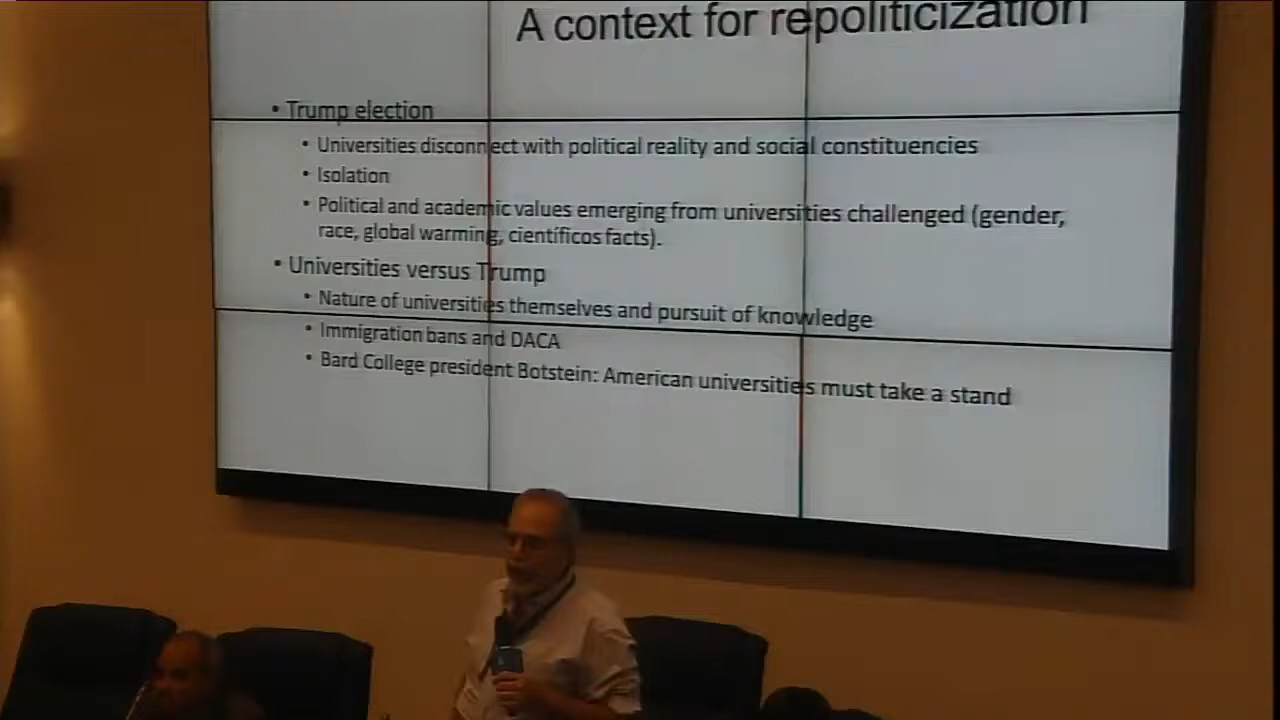 A context for repoliticization
• Trump election
• Universities disconnect with political reality and social constituencies
• Isolation
• Political and academic values emerging from universities challenged (gender,
race, global warming, científicos facts).
• Universities versus Trump
• Nature of universities themselves and pursuit of knowledge
• Immigration bans and DACA
• Bard College president Botstein: American universities must take a stand